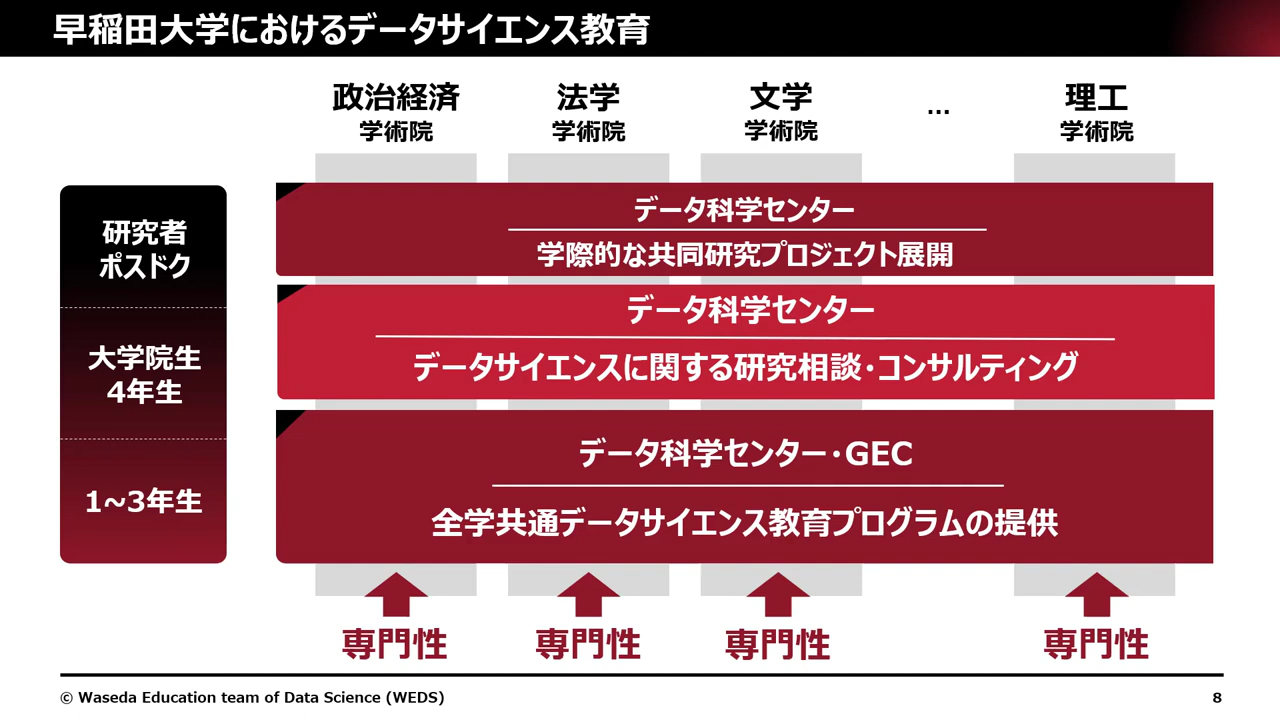 早稲田大学におけるデータサイエンス教育
政治経済
学術院
法学
学術院
文学
学術院
…
理工
学術院
研究者
ポスドク
大学院生
4年生
1~3年生
データ科学センター
学際的な共同研究プロジェクト展開
データ科学センター
データサイエンスに関する研究相談・コンサルティング
データ科学センター・GEC
全学共通データサイエンス教育プログラムの提供
専門性
専門性
専門性
専門性
© Waseda Education team of Data Science (WEDS)
8